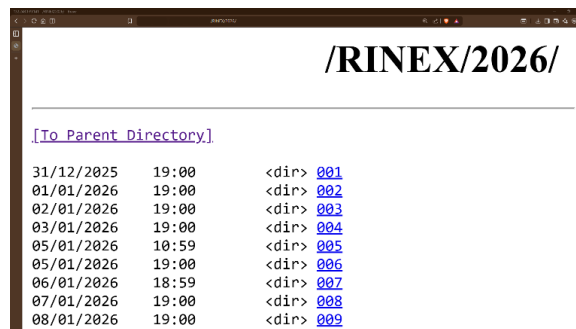 /RINEX/2026/
[To Parent Directory]
31/12/2025 19:00 <dir> 001
01/01/2026 19:00 <dir> 002
02/01/2026 19:00 <dir> 003
03/01/2026 19:00 <dir> 004
05/01/2026 10:59 <dir> 005
05/01/2026 19:00 <dir> 006
06/01/2026 18:59 <dir> 007
07/01/2026 19:00 <dir> 008
08/01/2026 19:00 <dir> 009